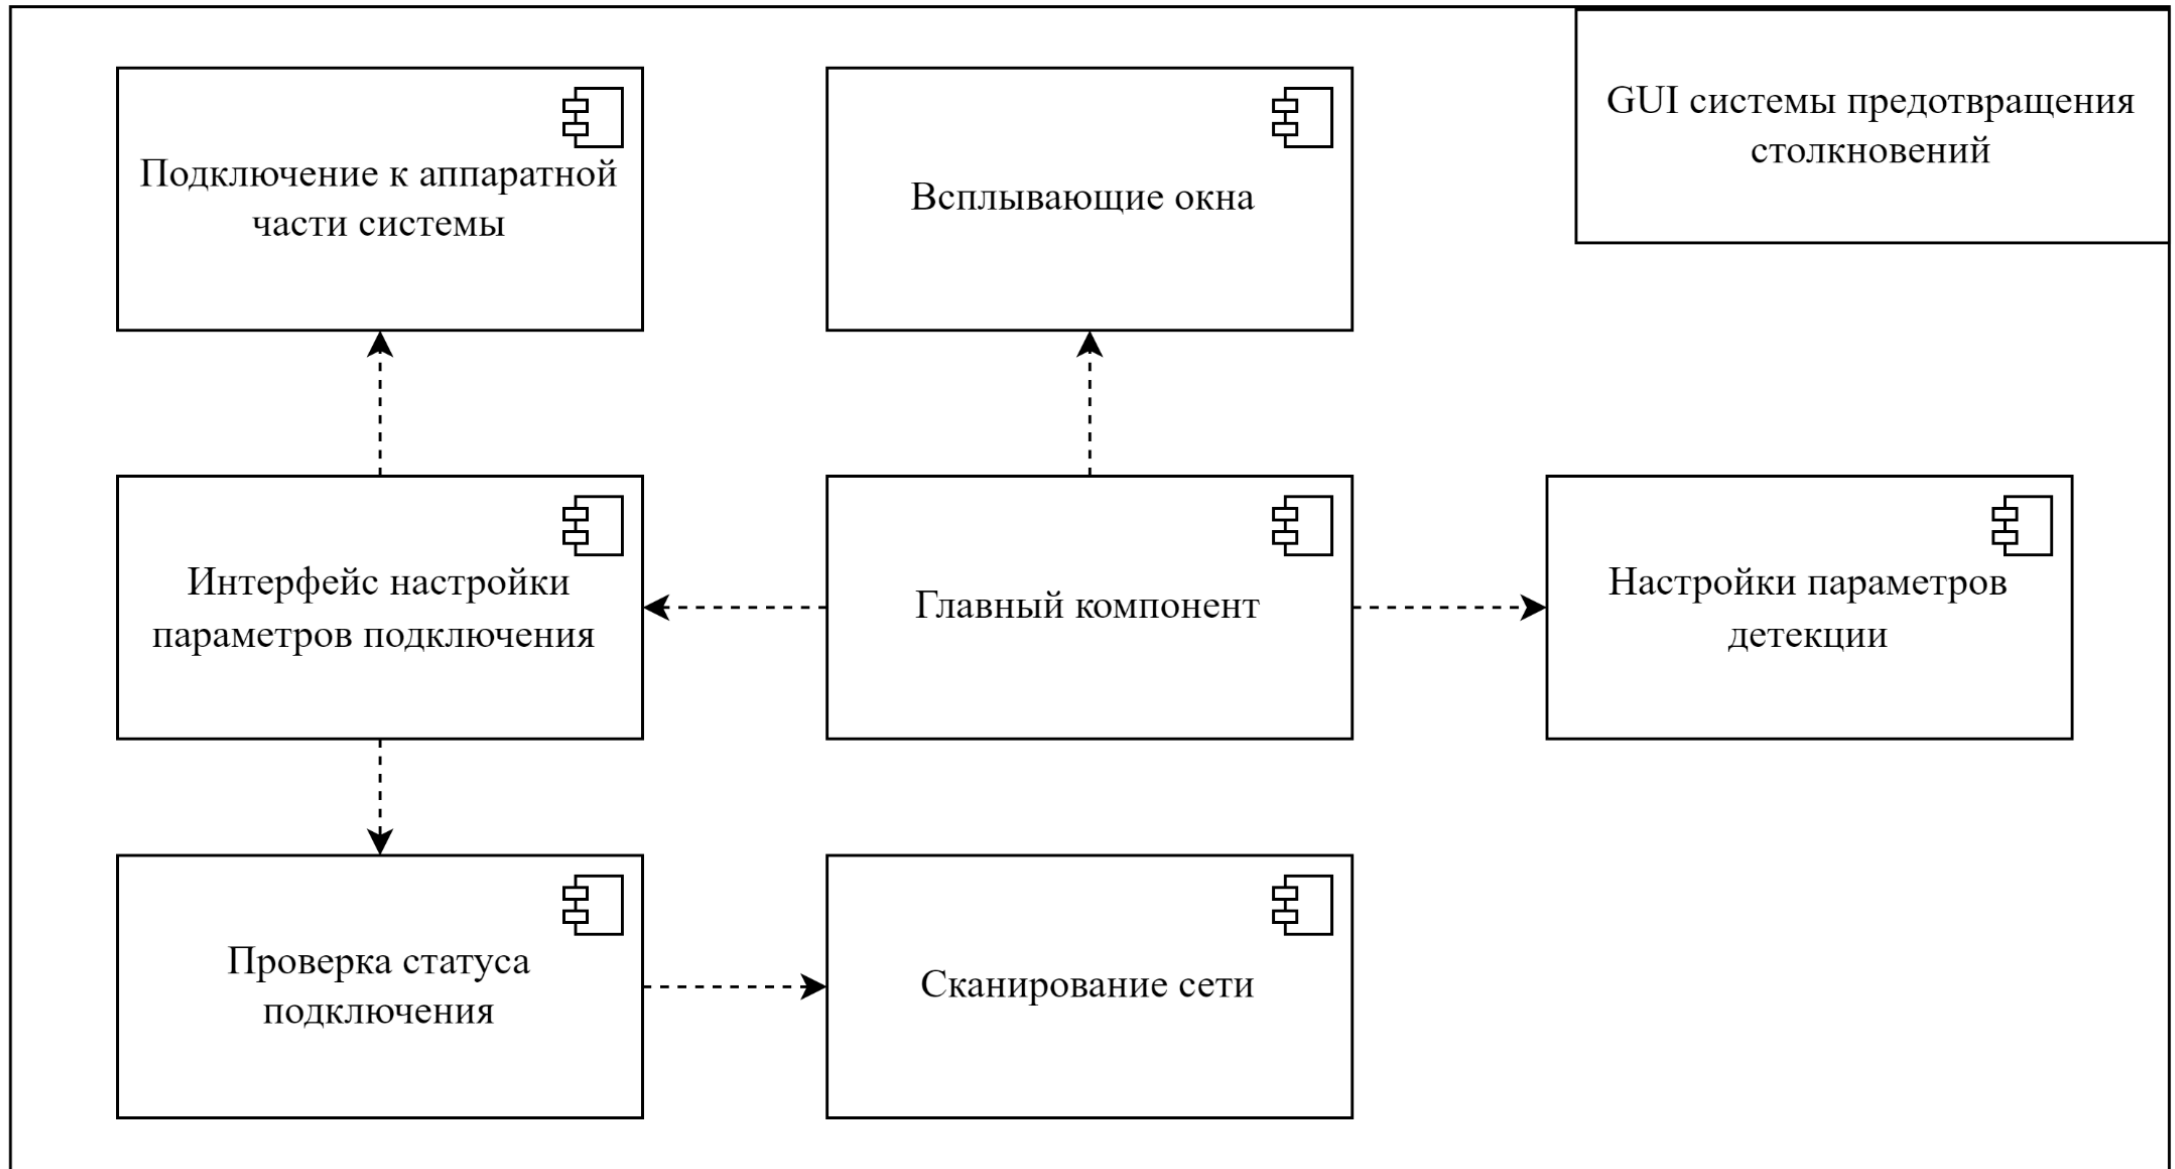 Подключение к аппаратной
части системы
Всплывающие окна
GUI системы предотвращения
столкновений
Интерфейс настройки
параметров подключения
Главный компонент
Настройки параметров
детекции
Проверка статуса
подключения
Сканирование сети